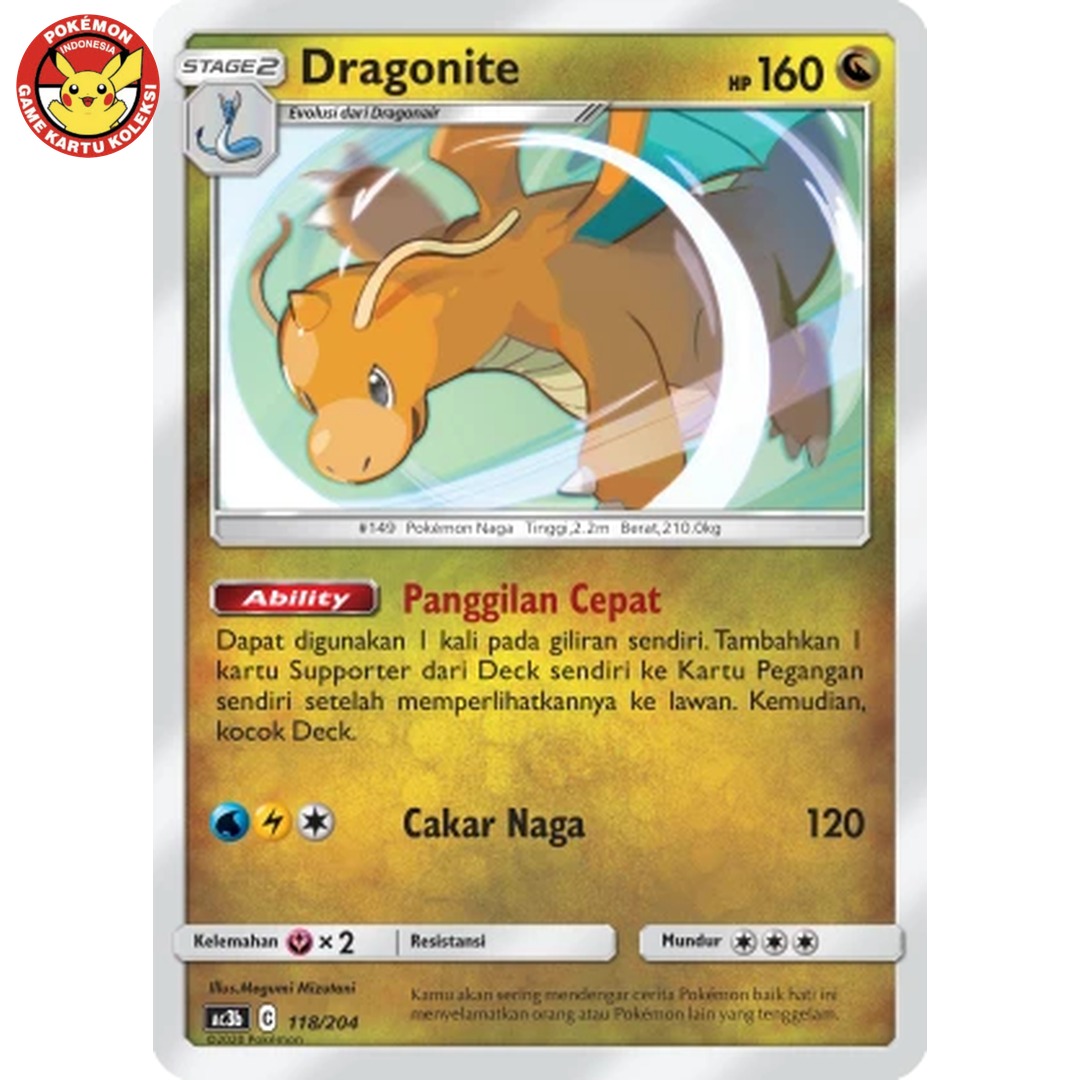 POKÉMON
INDONESIA
GAME KARTU KOLEKSI
STAGE2
Dragonite
HP 160
Evolusi dari Dragonair
#149 Pokémon Naga Tinggi,2.2m Berat,210.0kg
Ability
Panggilan Cepat
Dapat digunakan 1 kali pada giliran sendiri. Tambahkan 1
kartu Supporter dari Deck sendiri ke Kartu Pegangan
sendiri setelah memperlihatkannya ke lawan. Kemudian,
kocok Deck.
Cakar Naga 120
Kelemahan ×2 Resistansi Mundur
Illus.Megumi Mizutani
Kamu akan sering mendengar cerita Pokémon baik hati ini
menyelamatkan orang atau Pokémon lain yang tenggelam.
AC3b C 118/204
©2020 Pokémon